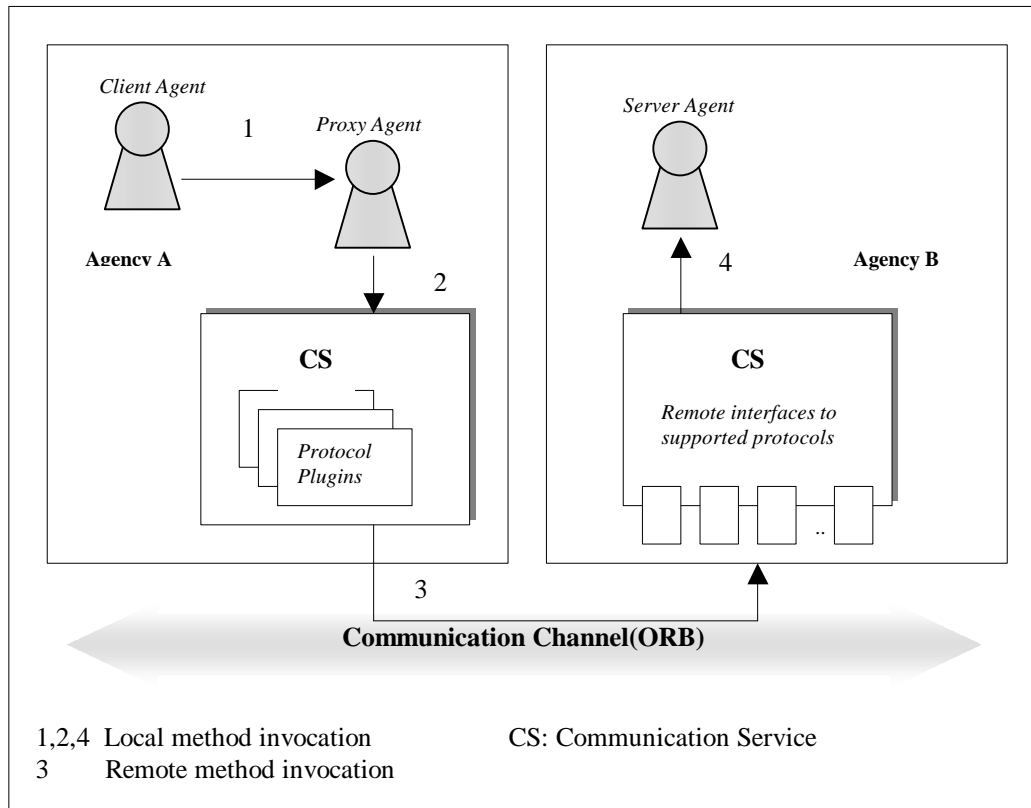 Client Agent
1
Proxy Agent
Server Agent
Agency A
2
4
Agency B
CS
CS
Protocol
Plugins
Remote interfaces to
supported protocols
..
3
Communication Channel(ORB)
1,2,4 Local method invocation
CS: Communication Service
3 Remote method invocation